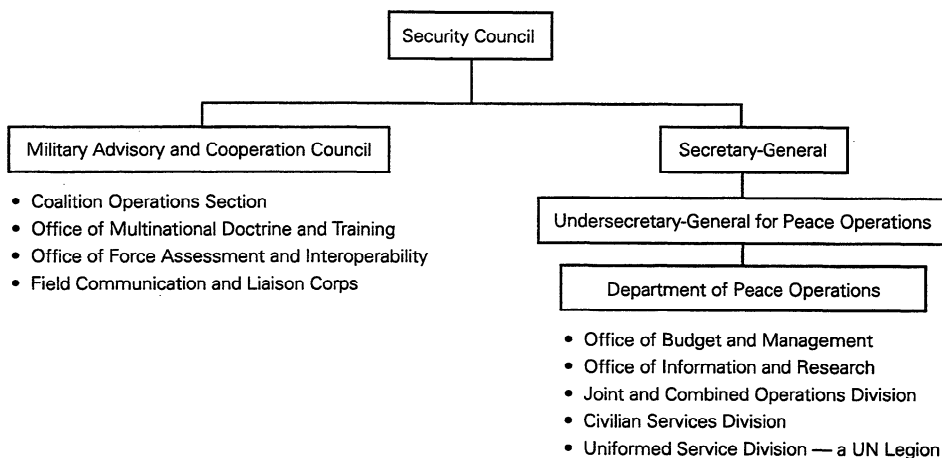 Security Council
Military Advisory and Cooperation Council
• Coalition Operations Section
• Office of Multinational Doctrine and Training
• Office of Force Assessment and Interoperability
• Field Communication and Liaison Corps
Secretary-General
Undersecretary-General for Peace Operations
Department of Peace Operations
• Office of Budget and Management
• Office of Information and Research
• Joint and Combined Operations Division
• Civilian Services Division
• Uniformed Service Division — a UN Legion